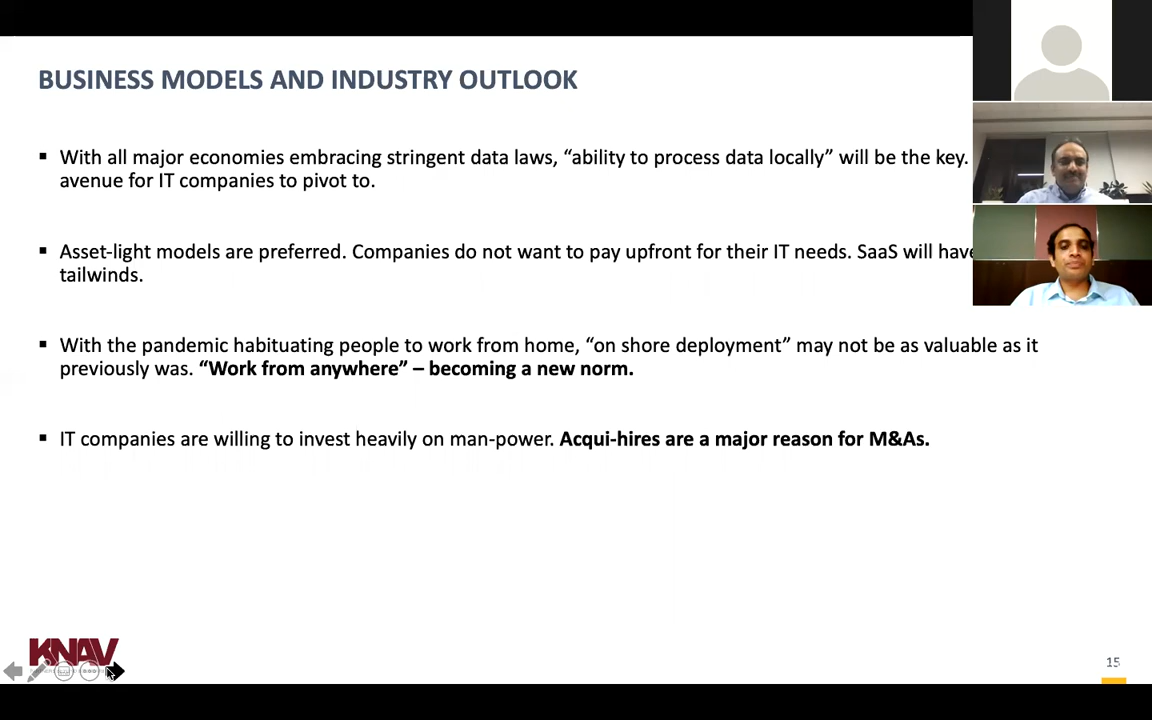 BUSINESS MODELS AND INDUSTRY OUTLOOK
▪ With all major economies embracing stringent data laws, “ability to process data locally” will be the key.
avenue for IT companies to pivot to.
▪ Asset-light models are preferred. Companies do not want to pay upfront for their IT needs. SaaS will have
tailwinds.
▪ With the pandemic habituating people to work from home, “on shore deployment” may not be as valuable as it
previously was. “Work from anywhere” – becoming a new norm.
▪ IT companies are willing to invest heavily on man-power. Acqui-hires are a major reason for M&As.
KNAV
15